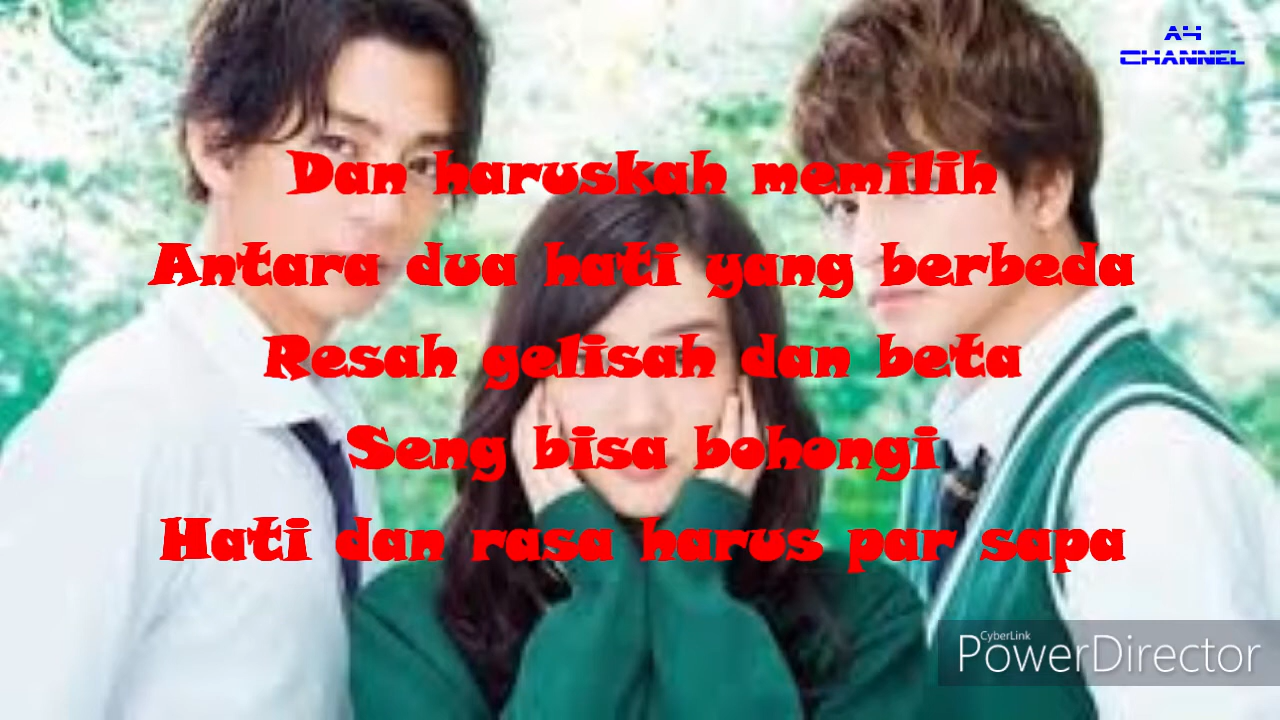 A4
CHANNEL
Dan haruskah memilih
Antara dua hati yang berbeda
Resah gelisah dan beta
Seng bisa bohongi
Hati dan rasa harus par sapa
CyberLink
PowerDirector